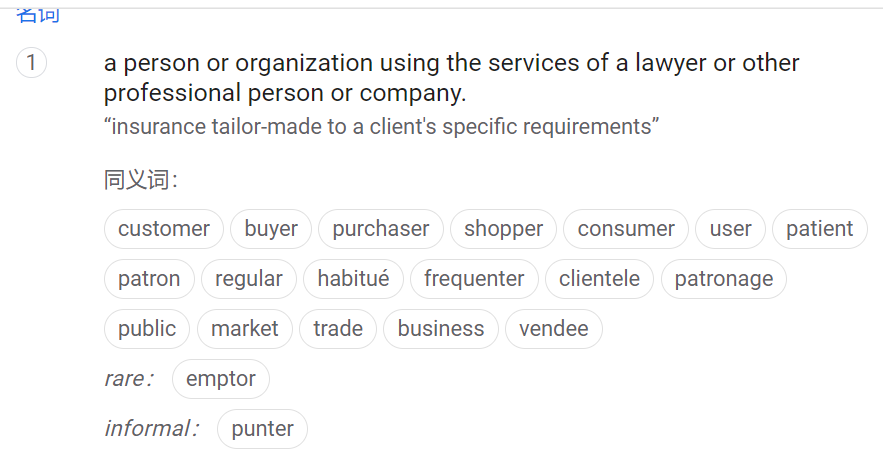 名词
1
a person or organization using the services of a lawyer or other
professional person or company.
“insurance tailor-made to a client's specific requirements”
同义词：
customer buyer purchaser shopper consumer user patient
patron regular habitué frequenter clientele patronage
public market trade business vendee
rare： emptor
informal： punter